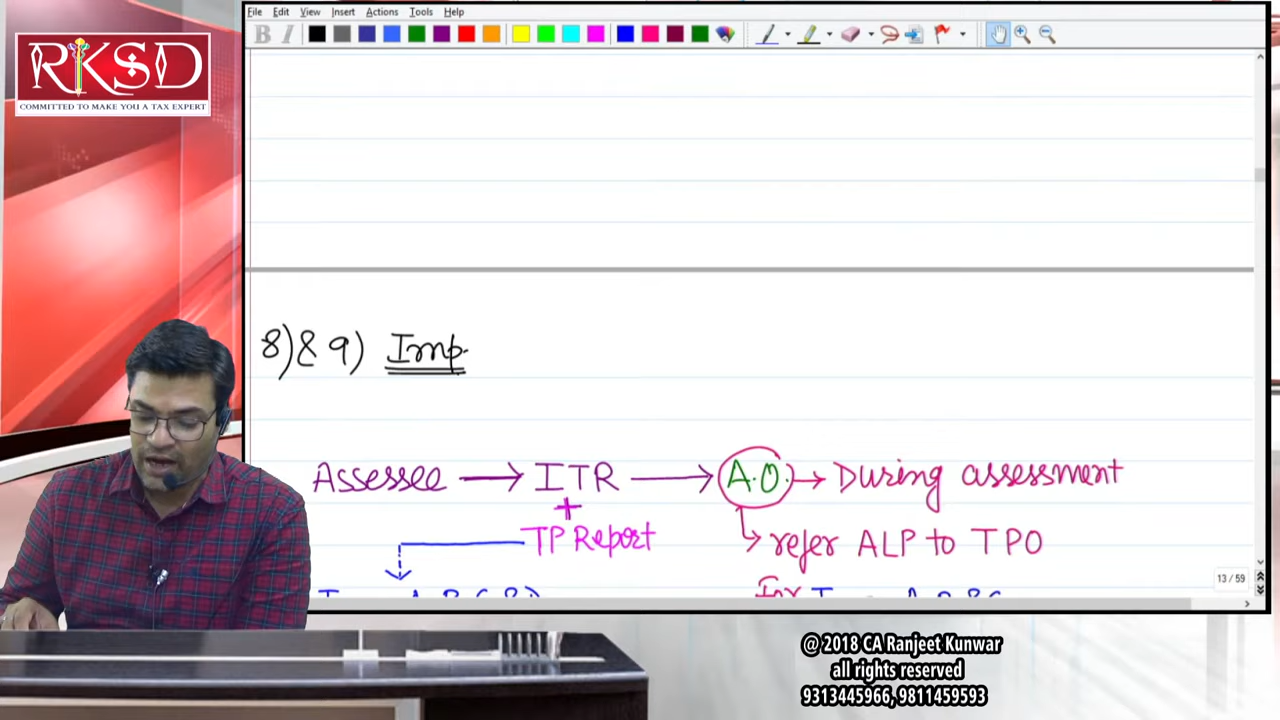 File Edit View Insert Actions Tools Help
B I
RKSD
COMMITTED TO MAKE YOU A TAX EXPERT
8) & 9) Imp.
Assessee → ITR → A.O. → During assessment
+
TP Report
↳ refer ALP to TPO
For
13 / 59
@ 2018 CA Ranjeet Kunwar
all rights reserved
9313445966, 9811459593